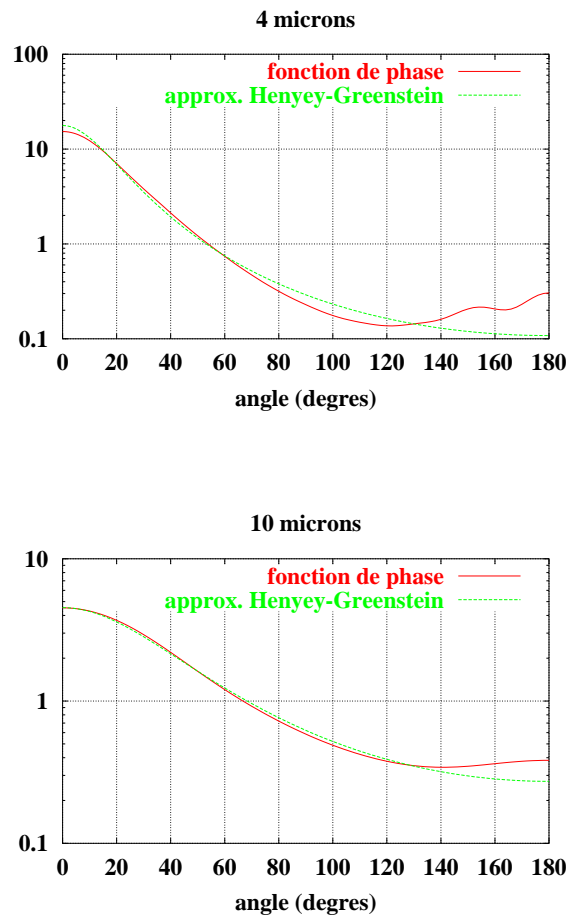 4 microns
100
fonction de phase
approx. Henyey-Greenstein
10
1
0.1
0 20 40 60 80 100 120 140 160 180
angle (degres)
10 microns
10
fonction de phase
approx. Henyey-Greenstein
1
0.1
0 20 40 60 80 100 120 140 160 180
angle (degres)